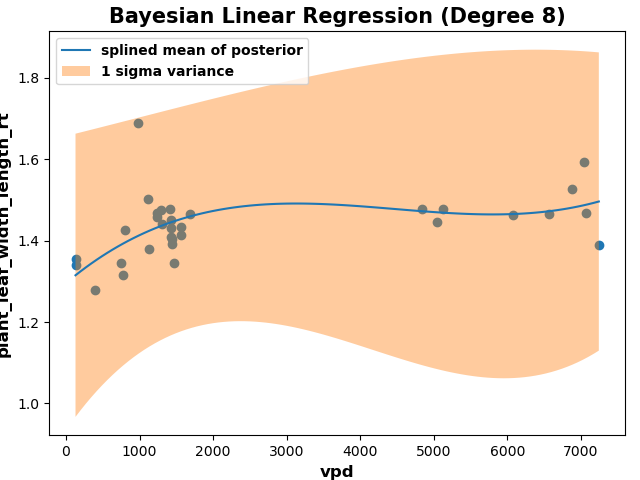 Bayesian Linear Regression (Degree 8)
splined mean of posterior
1 sigma variance
plant_leaf_width_length_rt
1.8
1.6
1.4
1.2
1.0
0 1000 2000 3000 4000 5000 6000 7000
vpd